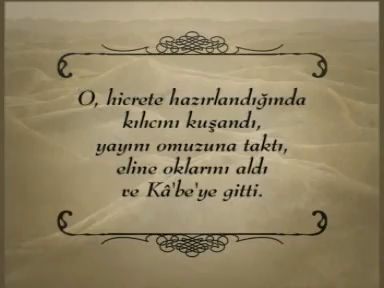 O, hicrete hazırlandığında
kılıcını kuşandı,
yayını omuzuna taktı,
eline oklarını aldı
ve Kâ'be'ye gitti.